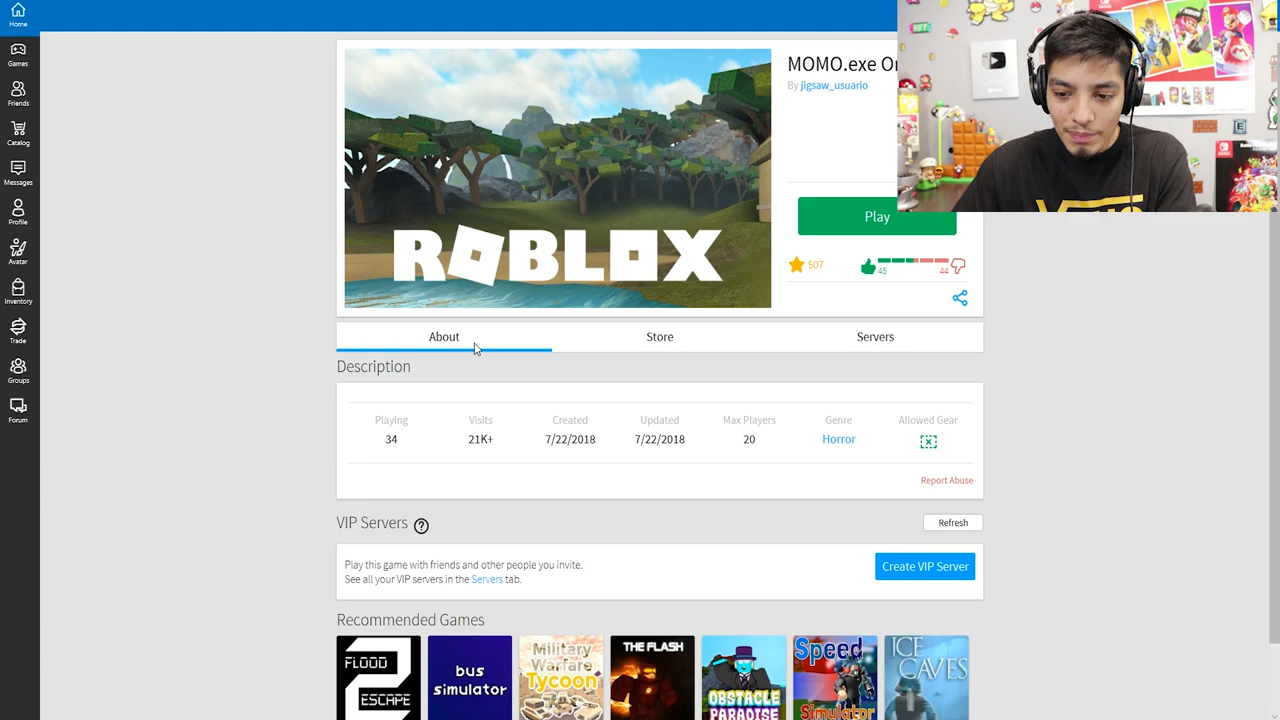 Home
Games
Friends
Catalog
Messages
Profile
Avatar
Inventory
Trade
Groups
Forum
ROBLOX
MOMO.exe
By jigsaw_usuario
Play
507
45
44
About
Store
Servers
Description
Playing
Visits
Created
Updated
Max Players
Genre
Allowed Gear
34
21K+
7/22/2018
7/22/2018
20
Horror
Report Abuse
VIP Servers
Refresh
Play this game with friends and other people you invite.
See all your VIP servers in the Servers tab.
Create VIP Server
Recommended Games
FLOOD
2
ESCAPE
bus
simulator
Military
Warfare
Tycoon
THE FLASH
OBSTACLE
PARADISE
Speed
Simulator
ICE
CAVES